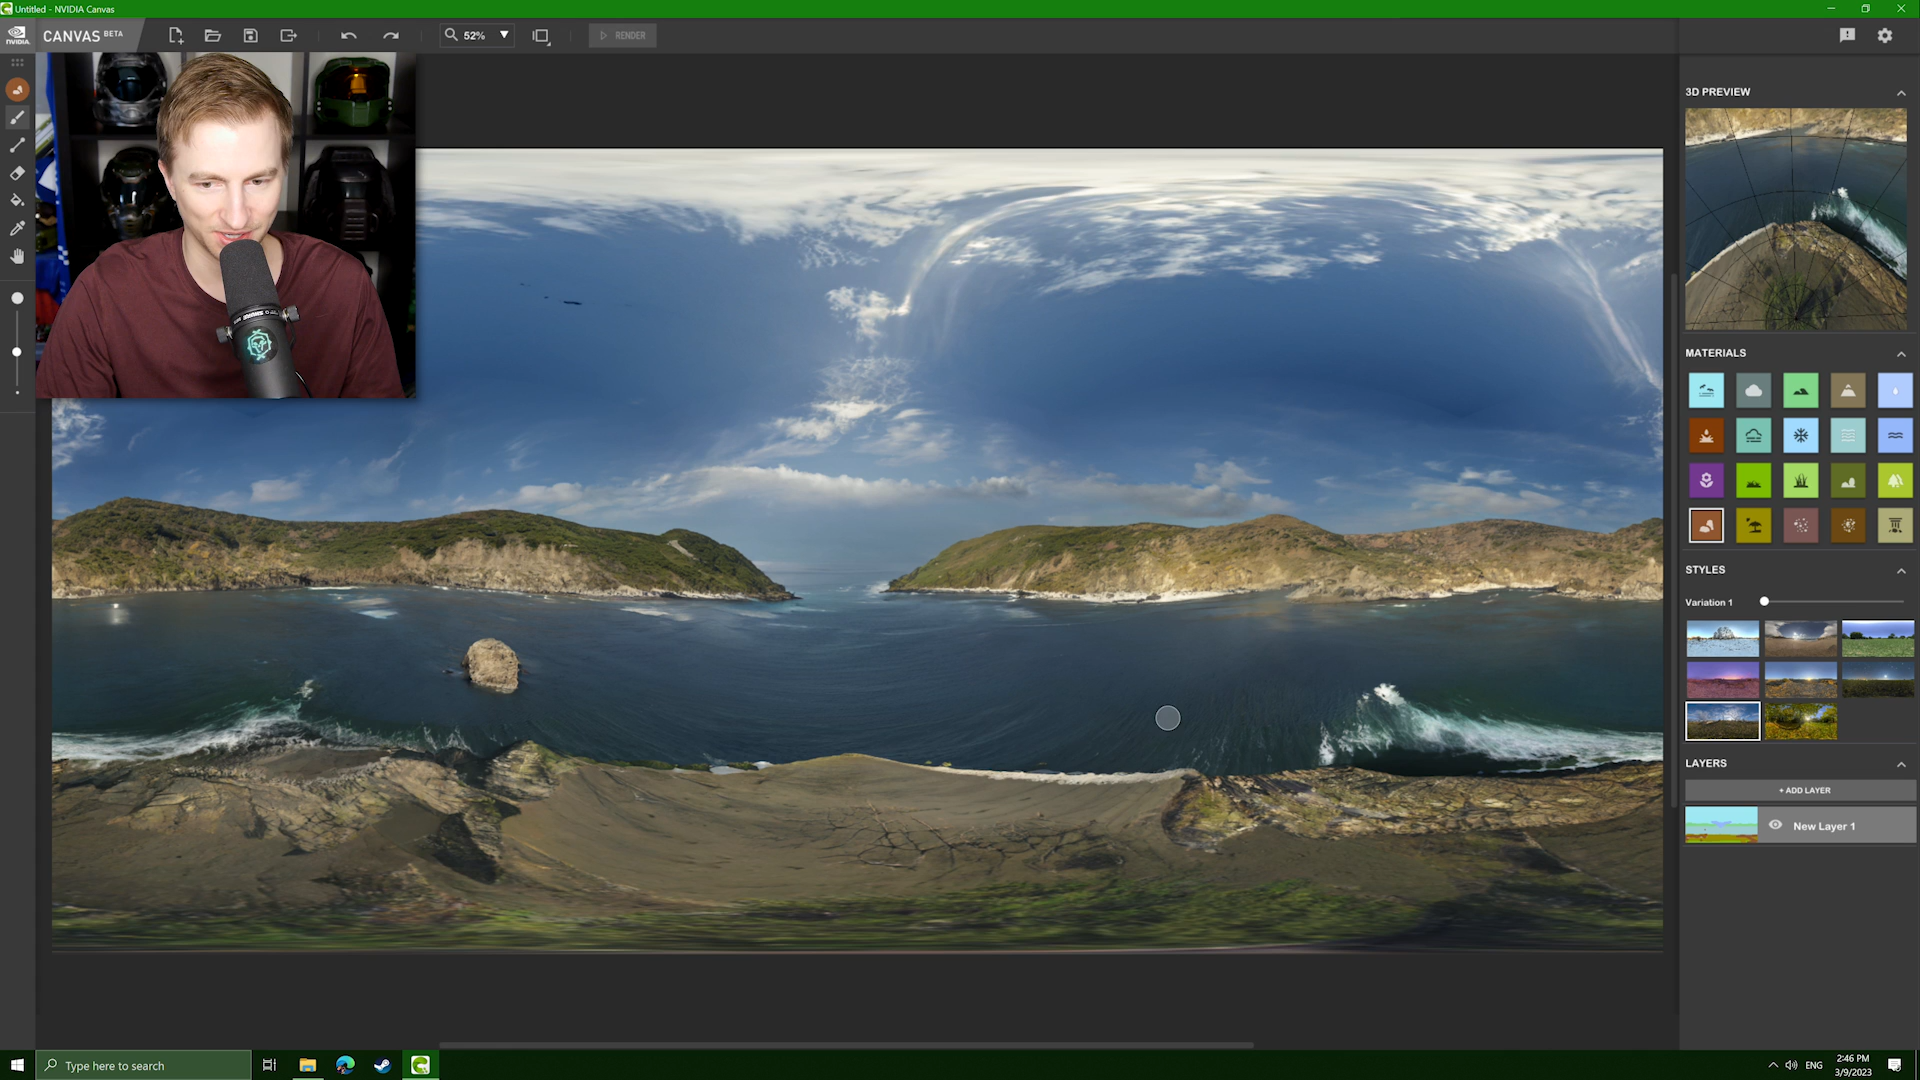 Untitled - NVIDIA Canvas
NVIDIA
CANVAS BETA
52%
RENDER
3D PREVIEW
MATERIALS
STYLES
Variation 1
LAYERS
+ ADD LAYER
New Layer 1
Type here to search
ENG
2:46 PM
3/9/2023